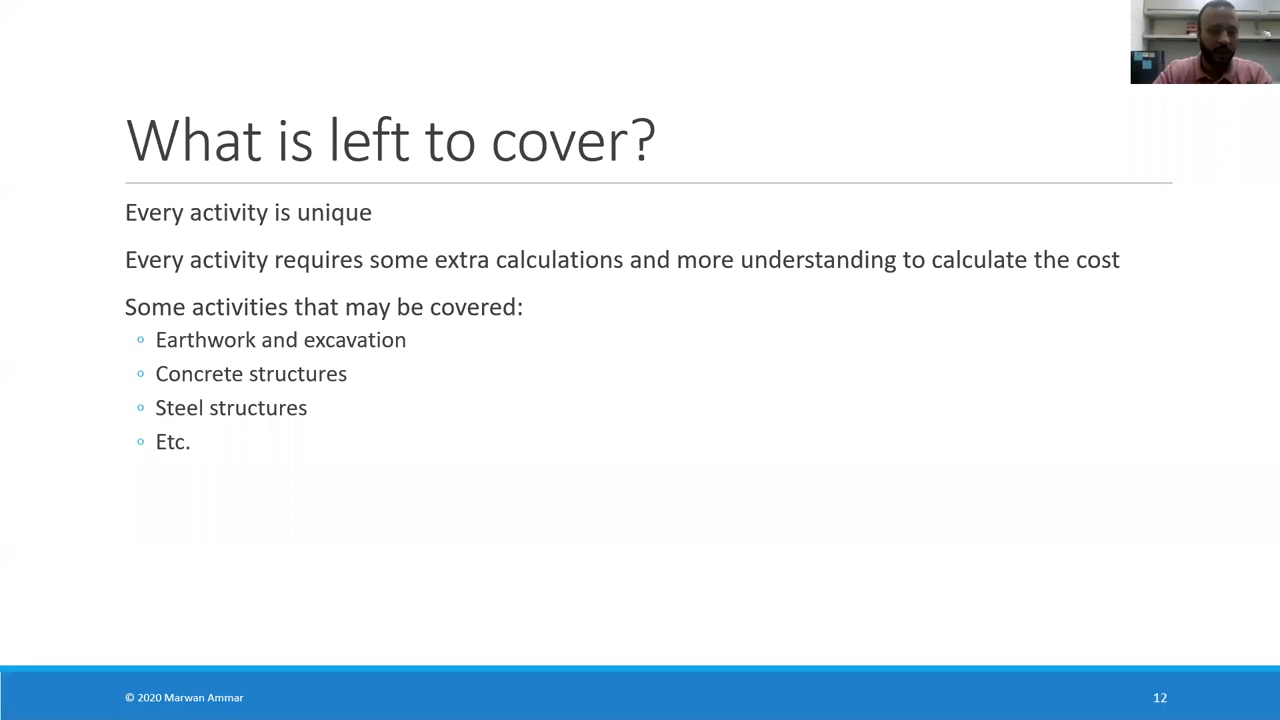 What is left to cover?
Every activity is unique
Every activity requires some extra calculations and more understanding to calculate the cost
Some activities that may be covered:
◦ Earthwork and excavation
◦ Concrete structures
◦ Steel structures
◦ Etc.
© 2020 Marwan Ammar
12